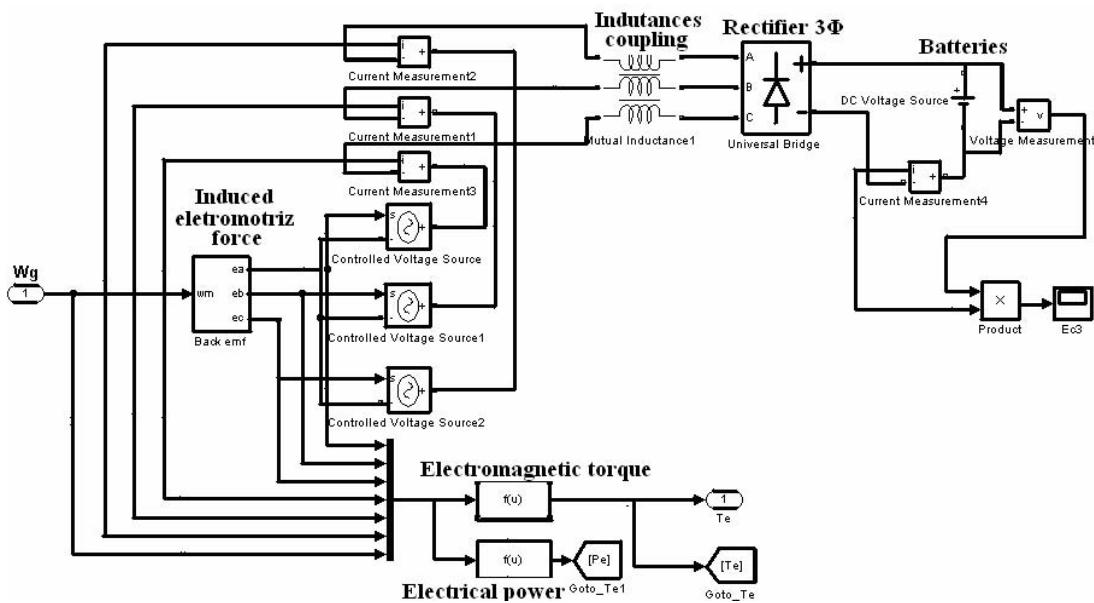 Indutances
coupling
Rectifier 3Φ
Batteries
i
+
-
Current Measurement2
i
+
-
Current Measurement1
i
+
-
Current Measurement3
Mutual Inductance1
A
B
C
+
-
Universal Bridge
DC Voltage Source
+
+
-
v
Voltage Measurement
i
+
-
Current Measurement4
Induced
eletromotriz
force
Wg
1
wm
ea
eb
ec
Back emf
s
-
+
Controlled Voltage Source
s
-
+
Controlled Voltage Source1
s
-
+
Controlled Voltage Source2
×
Product
Ec3
Electromagnetic torque
f(u)
1
Te
f(u)
[Pe]
Goto_Te1
[Te]
Goto_Te
Electrical power